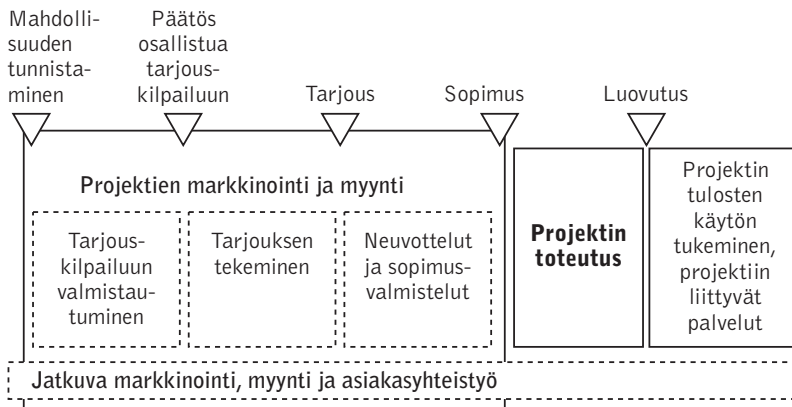 Mahdolli-
suuden
tunnista-
minen
Päätös
osallistua
tarjous-
kilpailuun
Tarjous
Sopimus
Luovutus
Projektien markkinointi ja myynti
Tarjous-
kilpailuun
valmistau-
tuminen
Tarjouksen
tekeminen
Neuvottelut
ja sopimus-
valmistelut
Projektin
toteutus
Projektin
tulosten
käytön
tukeminen,
projektiin
liittyvät
palvelut
Jatkuva markkinointi, myynti ja asiakasyhteistyö